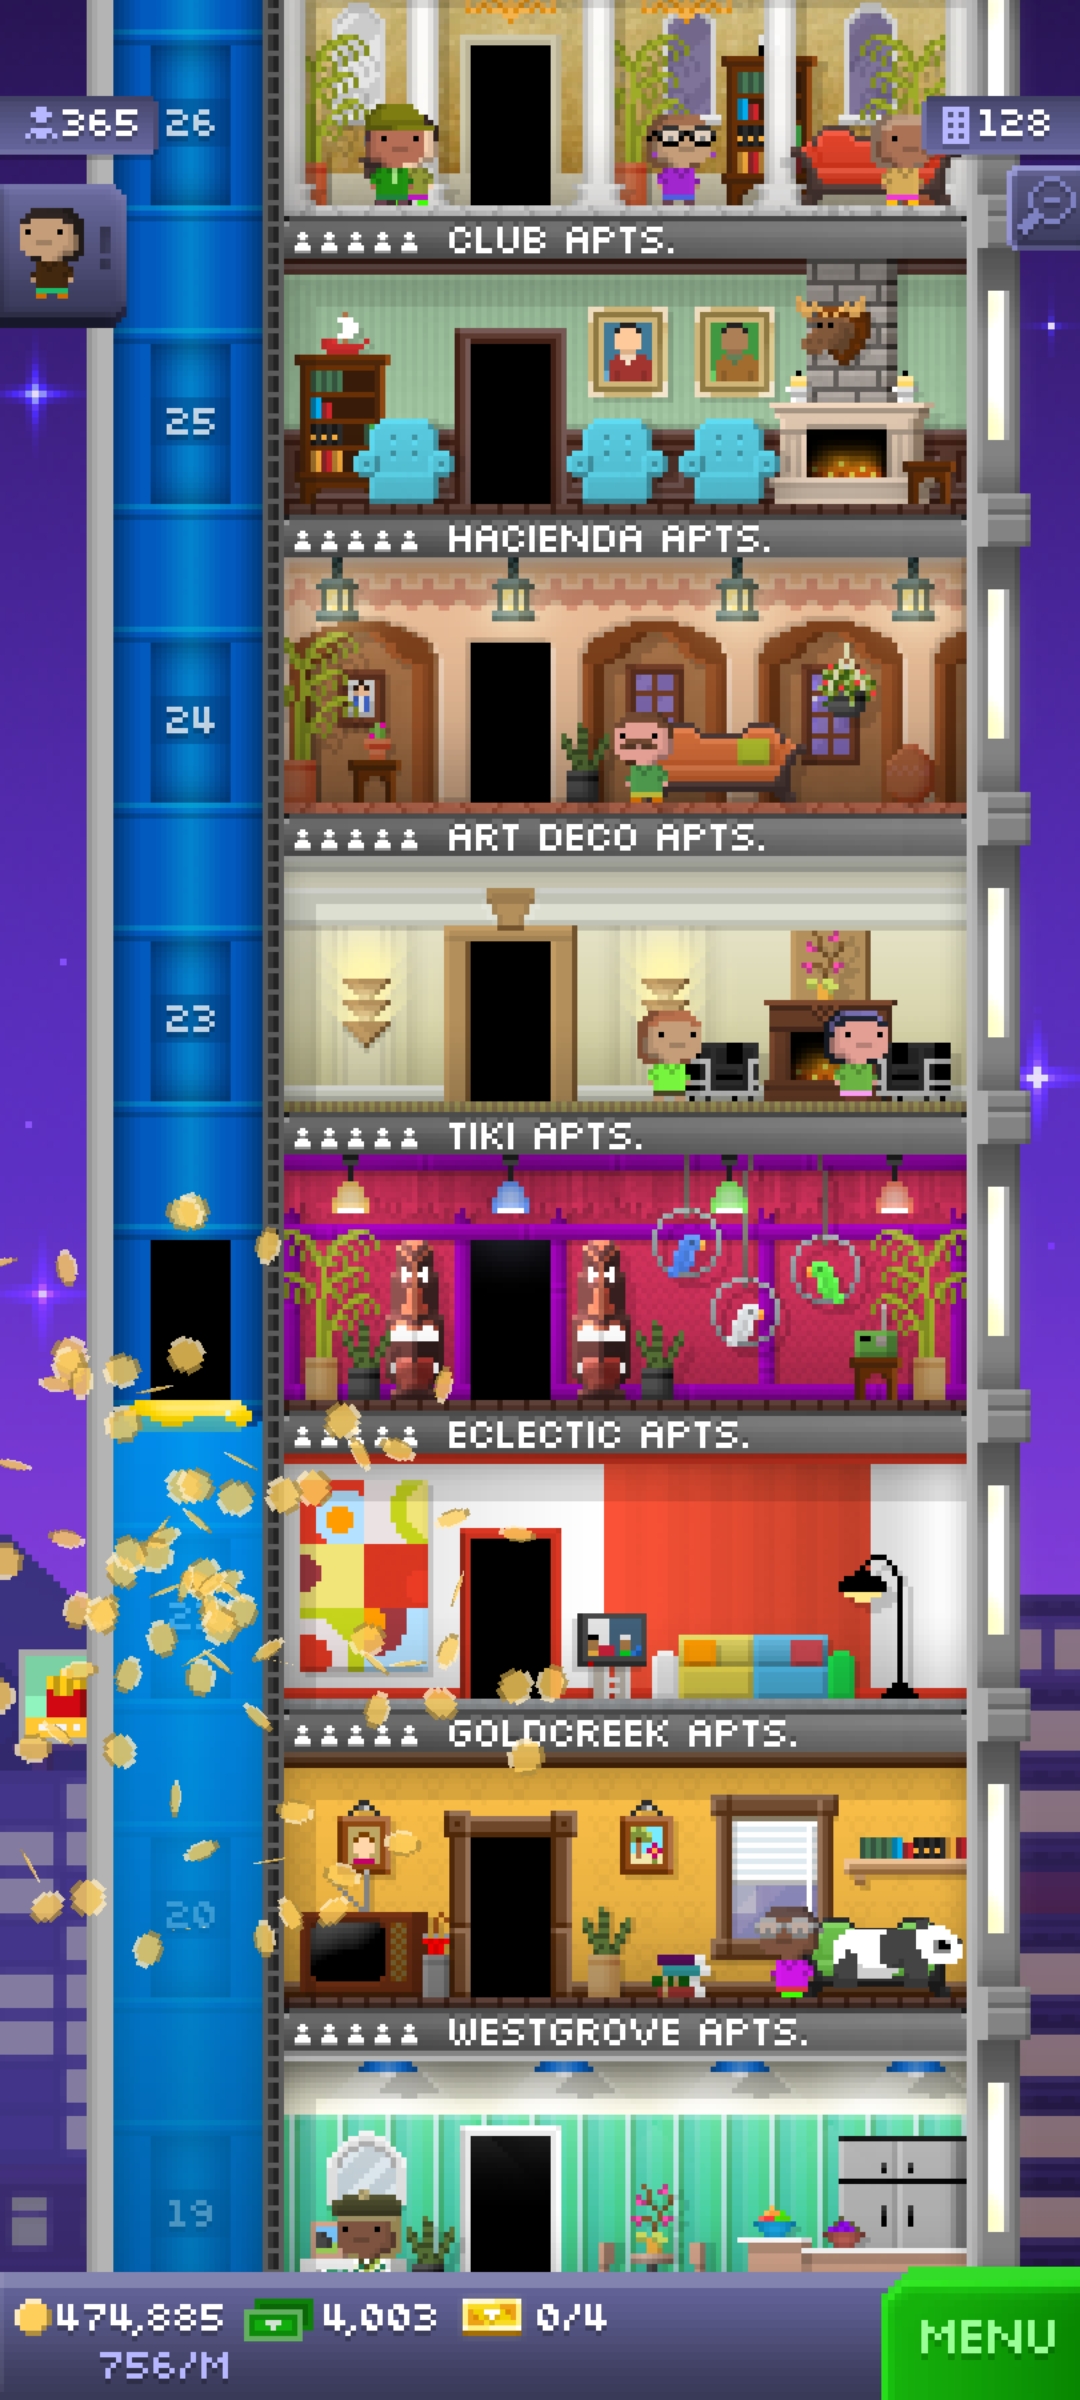 365
26
128
!
CLUB APTS.
25
HACIENDA APTS.
24
ART DECO APTS.
23
TIKI APTS.
ECLECTIC APTS.
GOLDCREEK APTS.
20
WESTGROVE APTS.
19
474,885
4,003
0/4
756/M
MENU